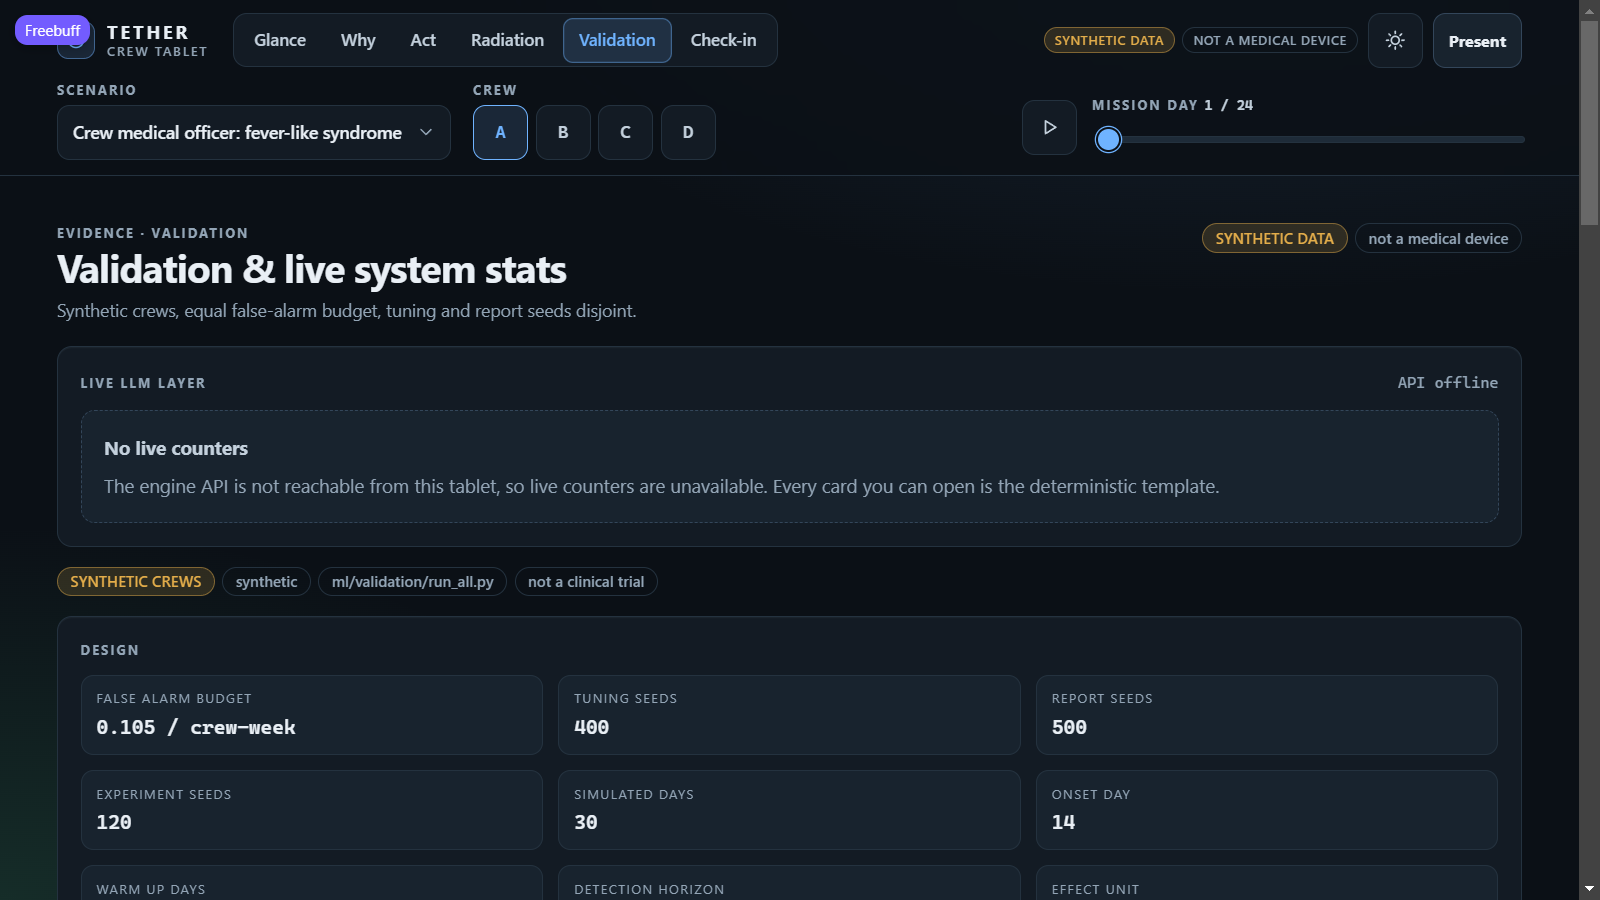 Freebuff
TETHER
CREW TABLET
Glance
Why
Act
Radiation
Validation
Check-in
SYNTHETIC DATA
NOT A MEDICAL DEVICE
Present
SCENARIO
Crew medical officer: fever-like syndrome
CREW
A
B
C
D
MISSION DAY 1 / 24
EVIDENCE · VALIDATION
Validation & live system stats
Synthetic crews, equal false-alarm budget, tuning and report seeds disjoint.
SYNTHETIC DATA
not a medical device
LIVE LLM LAYER
API offline
No live counters
The engine API is not reachable from this tablet, so live counters are unavailable. Every card you can open is the deterministic template.
SYNTHETIC CREWS
synthetic
ml/validation/run_all.py
not a clinical trial
DESIGN
FALSE ALARM BUDGET
0.105 / crew-week
TUNING SEEDS
400
REPORT SEEDS
500
EXPERIMENT SEEDS
120
SIMULATED DAYS
30
ONSET DAY
14
WARM UP DAYS
DETECTION HORIZON
EFFECT UNIT